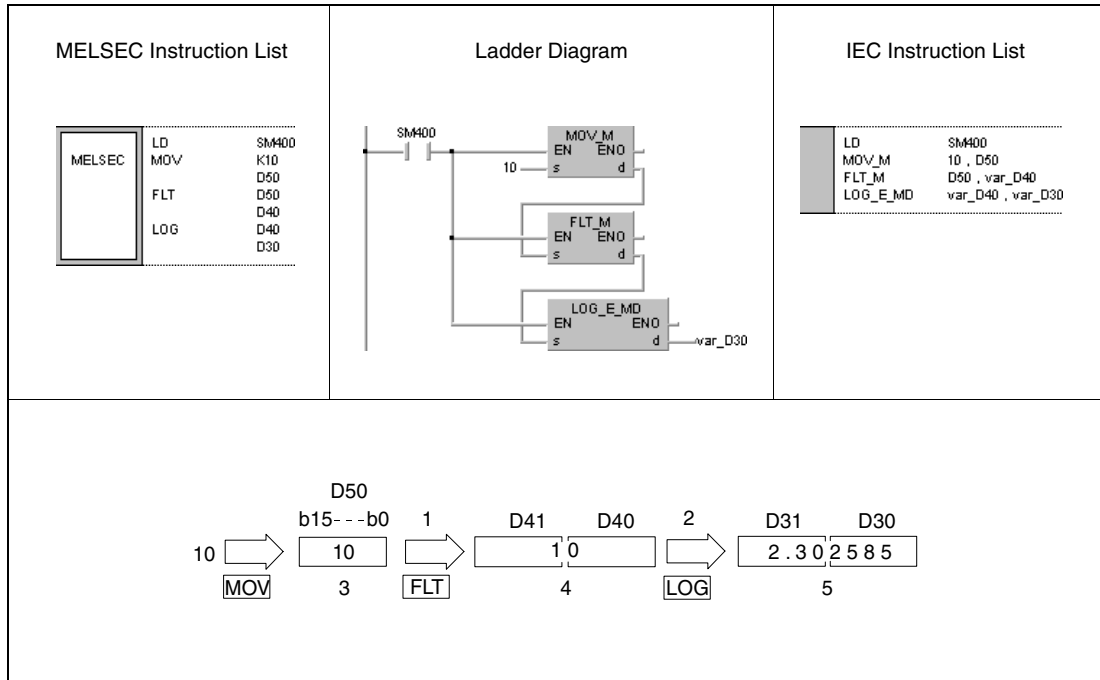 MELSEC Instruction List
MELSEC
LD SM400
MOV K10
D50
FLT D50
D40
LOG D40
D30
Ladder Diagram
SM400
MOV_M
EN ENO
10 s d
FLT_M
EN ENO
s d
LOG_E_MD
EN ENO
s d var_D30
IEC Instruction List
LD SM400
MOV_M 10 , D50
FLT_M D50 , var_D40
LOG_E_MD var_D40 , var_D30
D50
b15---b0 1 D41 D40 2 D31 D30
10 10 10 2.302585
MOV 3 FLT 4 LOG 5